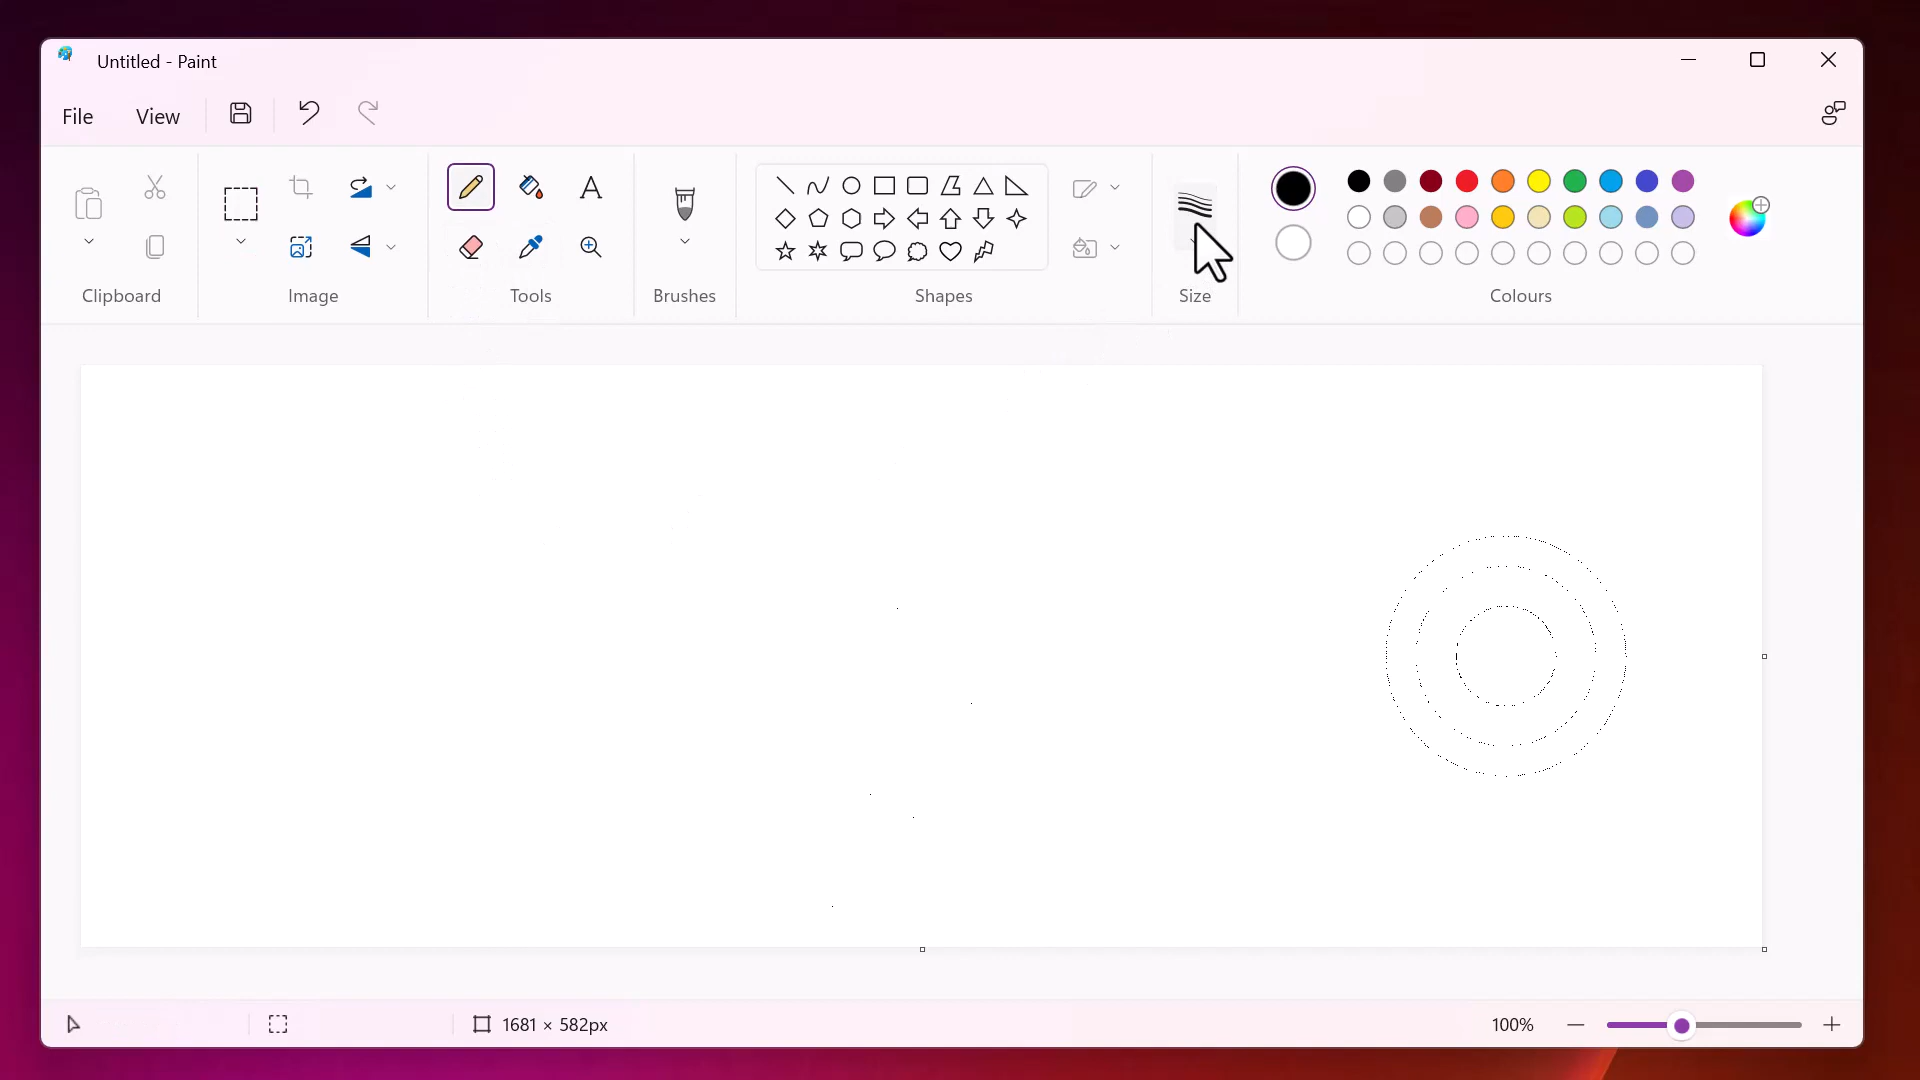 Untitled - Paint
File
View
Clipboard
Image
Tools
Brushes
Shapes
Size
Colours
1681 × 582px
100%